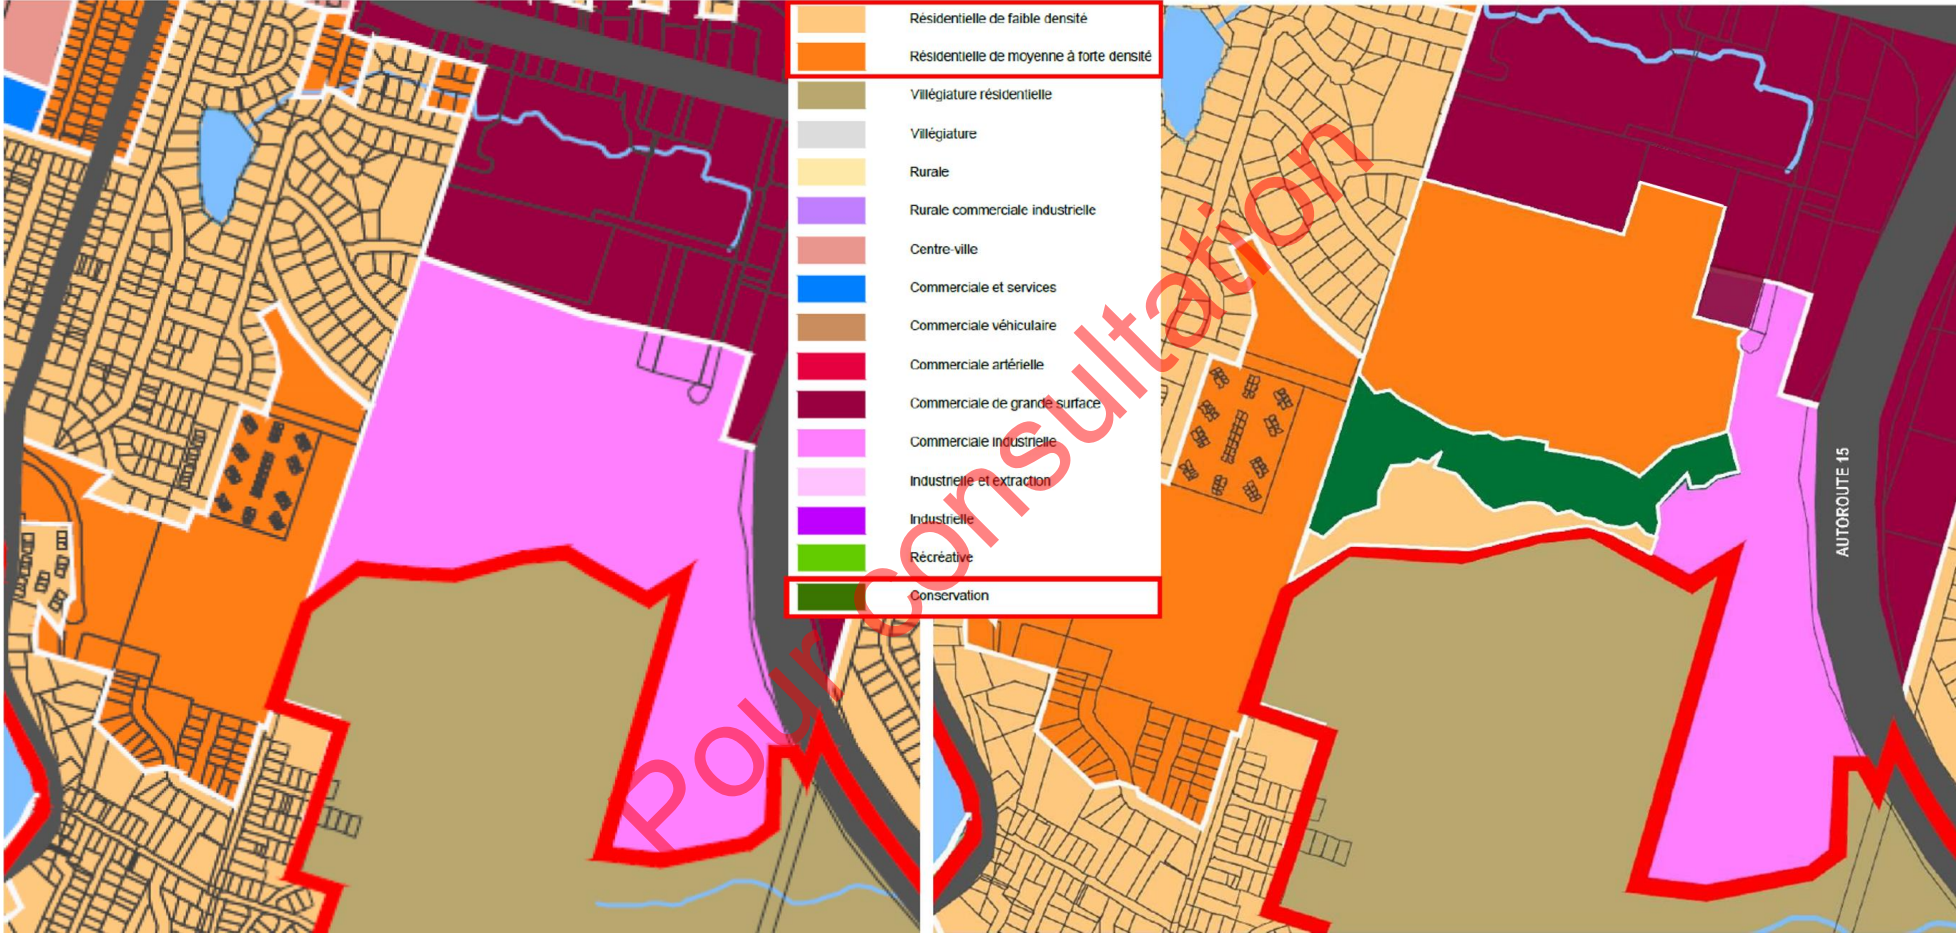 Résidentielle de faible densité
Résidentielle de moyenne à forte densité
Villégiature résidentielle
Villégiature
Rurale
Rurale commerciale industrielle
Centre-ville
Commerciale et services
Commerciale véhiculaire
Commerciale artérielle
Commerciale de grande surface
Commerciale industrielle
Industrielle et extraction
Industrielle
Récréative
Conservation
AUTOROUTE 15
Pour consultation